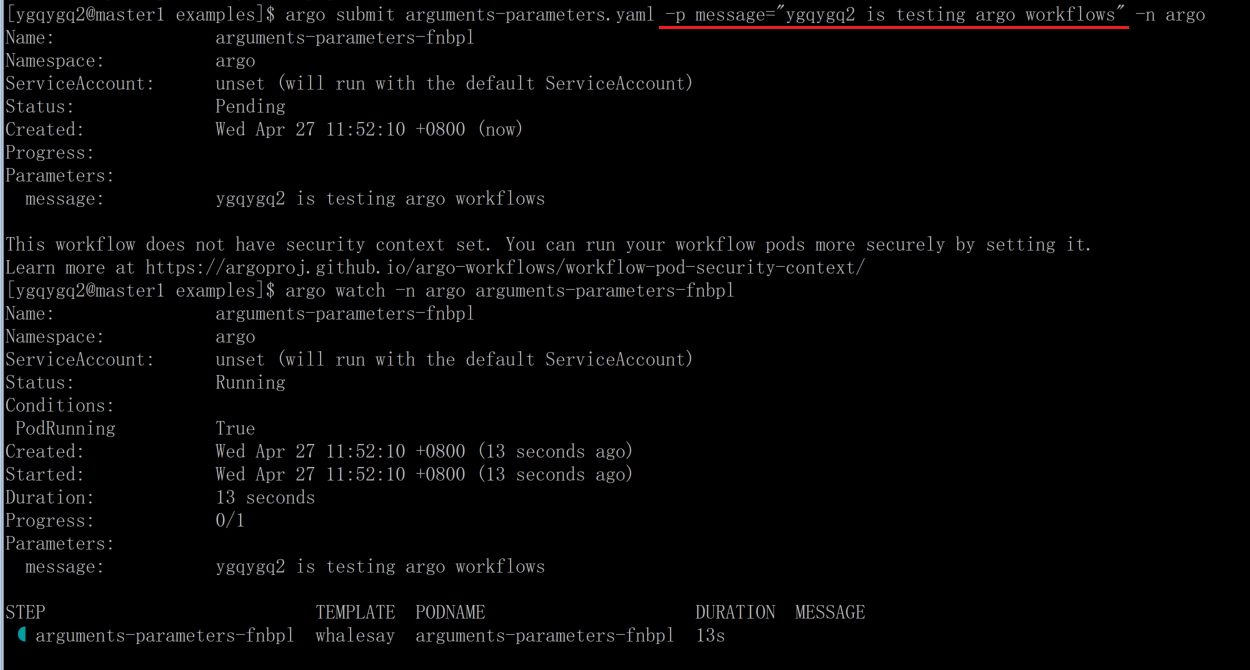 [ygqygq2@master1 examples]$ argo submit arguments-parameters.yaml -p message="ygqygq2 is testing argo workflows" -n argo
Name:                arguments-parameters-fnbpl
Namespace:           argo
ServiceAccount:      unset (will run with the default ServiceAccount)
Status:              Pending
Created:             Wed Apr 27 11:52:10 +0800 (now)
Progress:
Parameters:
  message:           ygqygq2 is testing argo workflows
This workflow does not have security context set. You can run your workflow pods more securely by setting it.
Learn more at https://argoproj.github.io/argo-workflows/workflow-pod-security-context/
[ygqygq2@master1 examples]$ argo watch -n argo arguments-parameters-fnbpl
Name:                arguments-parameters-fnbpl
Namespace:           argo
ServiceAccount:      unset (will run with the default ServiceAccount)
Status:              Running
Conditions:
 PodRunning          True
Created:             Wed Apr 27 11:52:10 +0800 (13 seconds ago)
Started:             Wed Apr 27 11:52:10 +0800 (13 seconds ago)
Duration:            13 seconds
Progress:            0/1
Parameters:
  message:           ygqygq2 is testing argo workflows
STEP                           TEMPLATE  PODNAME                     DURATION  MESSAGE
arguments-parameters-fnbpl  whalesay  arguments-parameters-fnbpl  13s